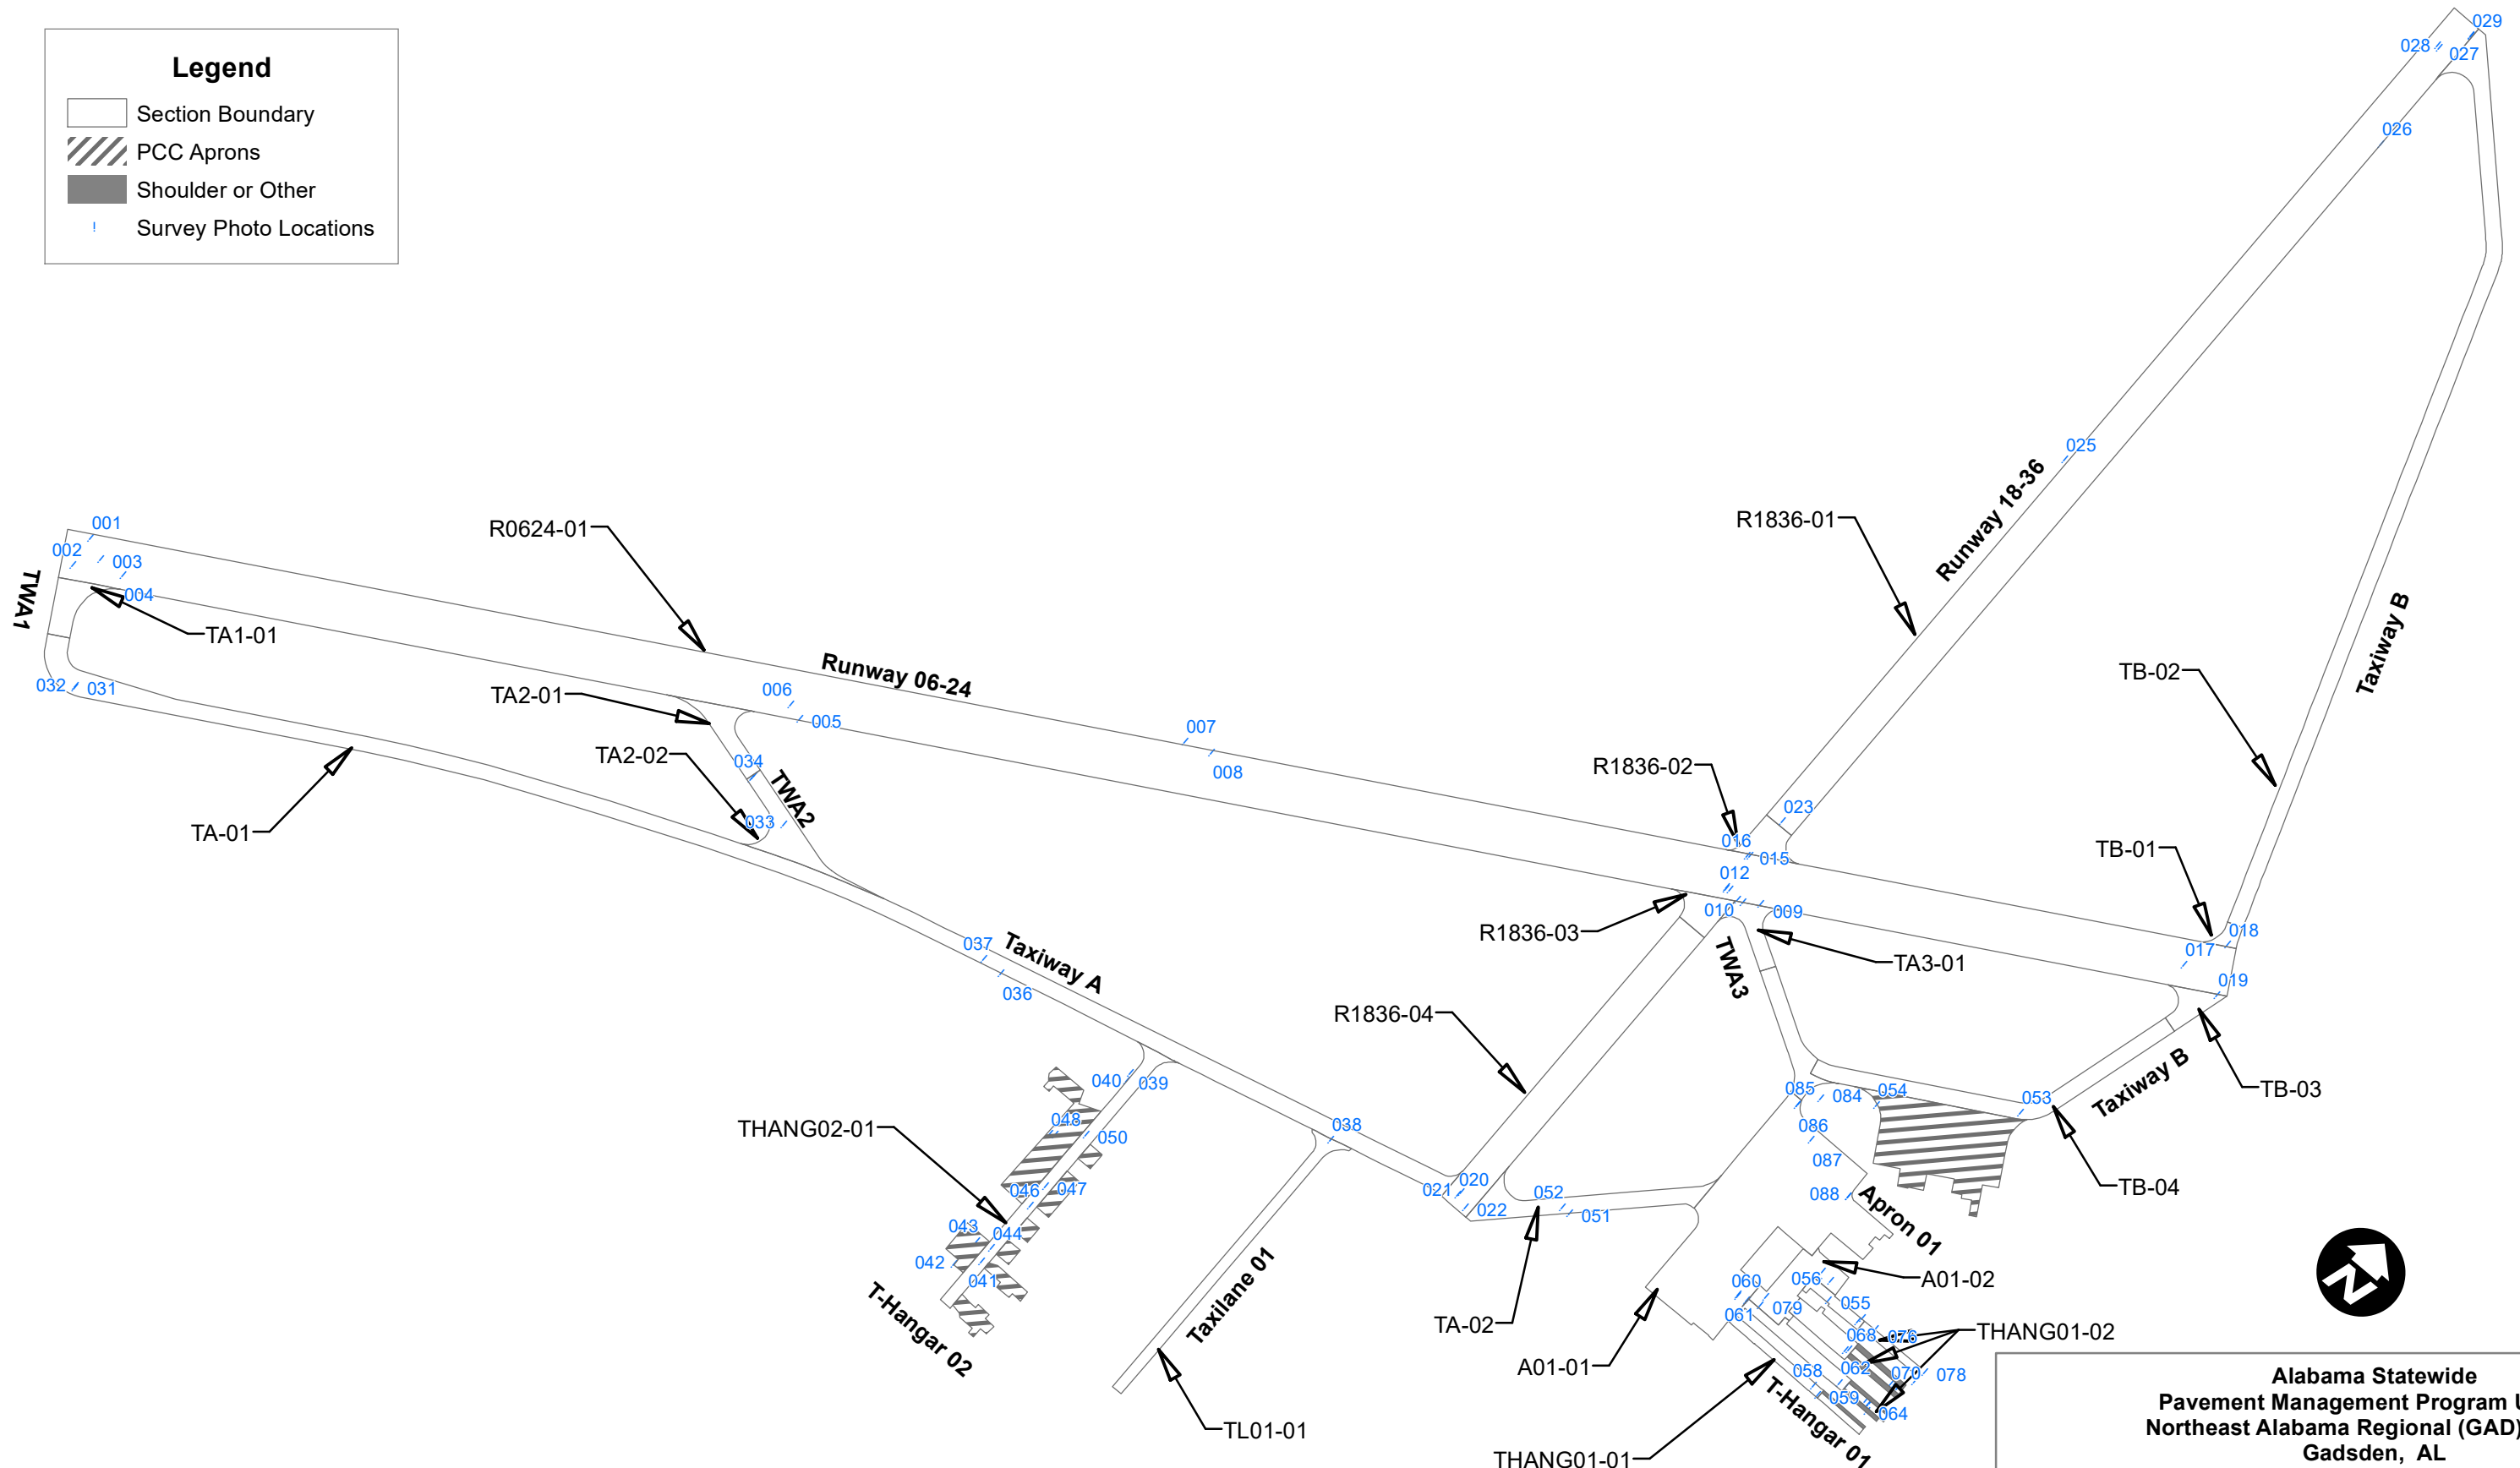 Legend
Section Boundary
PCC Aprons
Shoulder or Other
Survey Photo Locations
029
028
027
026
025
R1836-01
Runway 18-36
001
002
003
004
TWA1
TA1-01
R0624-01
032
031
Runway 06-24
TA2-01
006
005
007
008
TA2-02
034
TWA2
033
TA-01
R1836-02
023
016
015
012
010
009
R1836-03
TWA3
TA3-01
TB-02
Taxiway B
TB-01
018
017
019
037
036
Taxiway A
R1836-04
040
039
THANG02-01
048
050
038
046
047
043
044
042
041
T-Hangar 02
Taxilane 01
TL01-01
021
020
022
052
051
TA-02
085
084
054
053
086
087
088
Apron 01
Taxiway B
TB-03
TB-04
A01-02
056
060
061
079
055
068
076
THANG01-02
A01-01
058
062
070
078
059
064
T-Hangar 01
THANG01-01
N
Alabama Statewide
Pavement Management Program
Northeast Alabama Regional (GAD)
Gadsden, AL